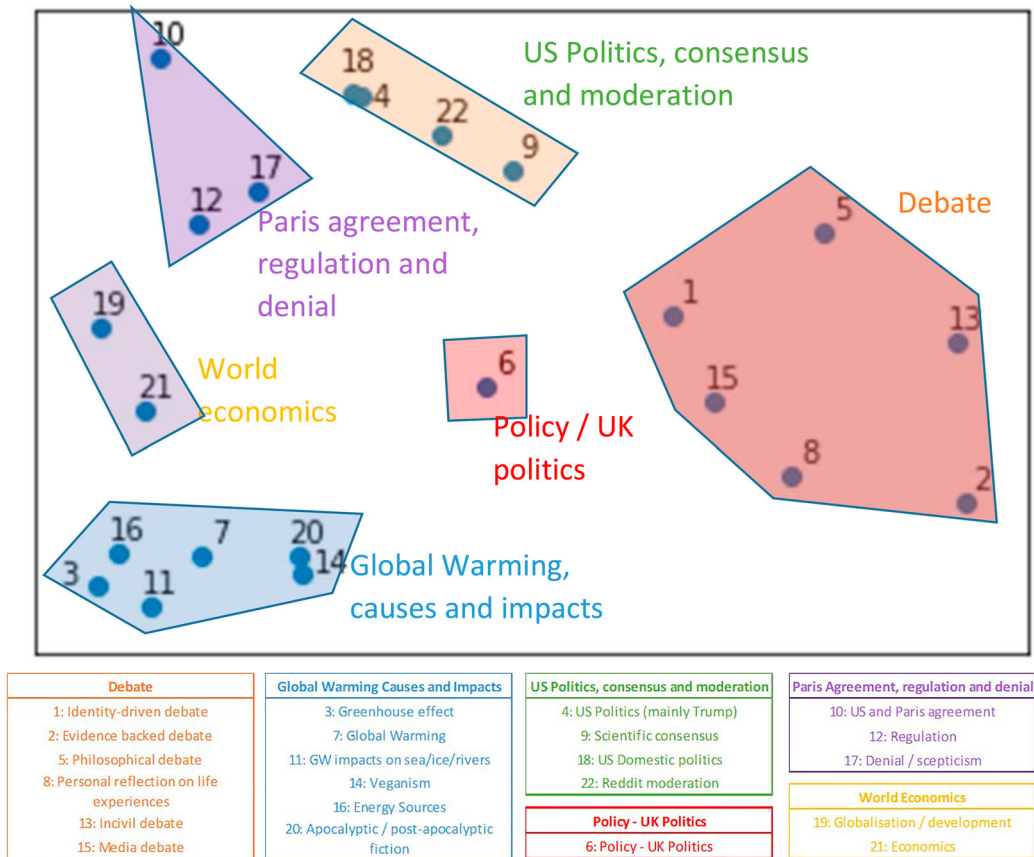 10
18
4
22
9
US Politics, consensus
and moderation
17
12
Paris agreement,
regulation and
denial
5
Debate
1
13
15
8
2
19
21
World
economics
6
Policy / UK
politics
16
7
20
14
3
11
Global Warming,
causes and impacts
Debate
1: Identity-driven debate
2: Evidence backed debate
5: Philosophical debate
8: Personal reflection on life
experiences
13: Incivil debate
15: Media debate
Global Warming Causes and Impacts
3: Greenhouse effect
7: Global Warming
11: GW impacts on sea/ice/rivers
14: Veganism
16: Energy Sources
20: Apocalyptic / post-apocalyptic
fiction
US Politics, consensus and moderation
4: US Politics (mainly Trump)
9: Scientific consensus
18: US Domestic politics
22: Reddit moderation
Policy - UK Politics
6: Policy - UK Politics
Paris Agreement, regulation and denial
10: US and Paris agreement
12: Regulation
17: Denial / scepticism
World Economics
19: Globalisation / development
21: Economics